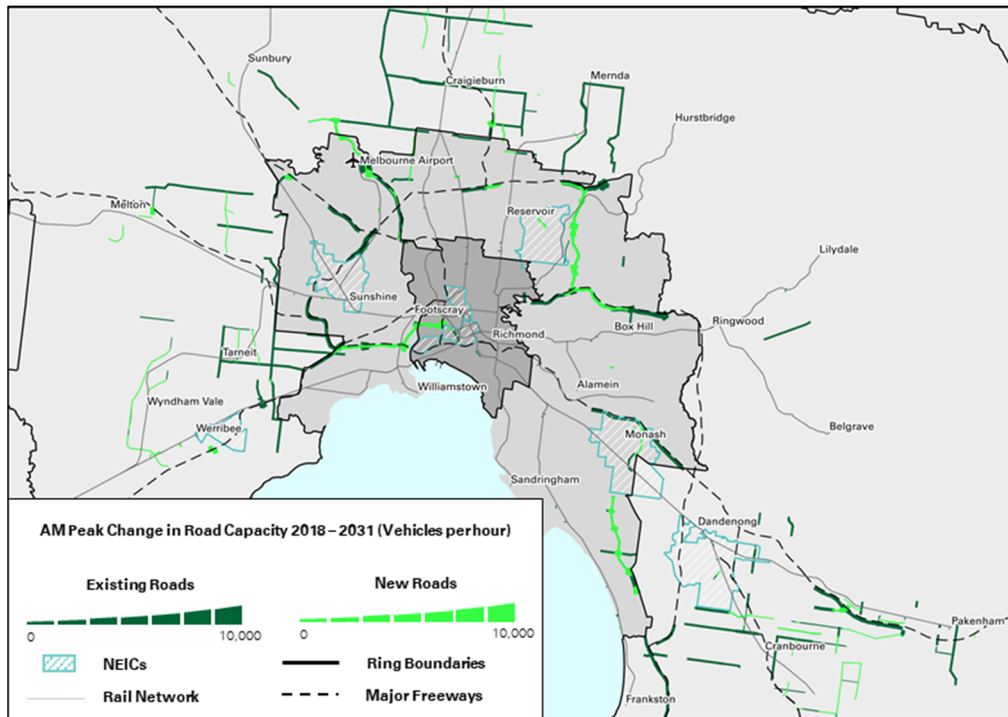 Sunbury
Craigieburn
Mernda
Hurstbridge
Melbourne Airport
Melton
Reservoir
Lilydale
Sunshine
Footscray
Ringwood
Box Hill
Richmond
Tarneit
Williamstown
Alamein
Wyndham Vale
Werribee
Monash
Belgrave
Sandringham
Dandenong
Pakenham
Cranbourne
Frankston
AM Peak Change in Road Capacity 2018 – 2031 (Vehicles per hour)
Existing Roads
New Roads
0 10,000
0 10,000
NEICs
Ring Boundaries
Rail Network
Major Freeways